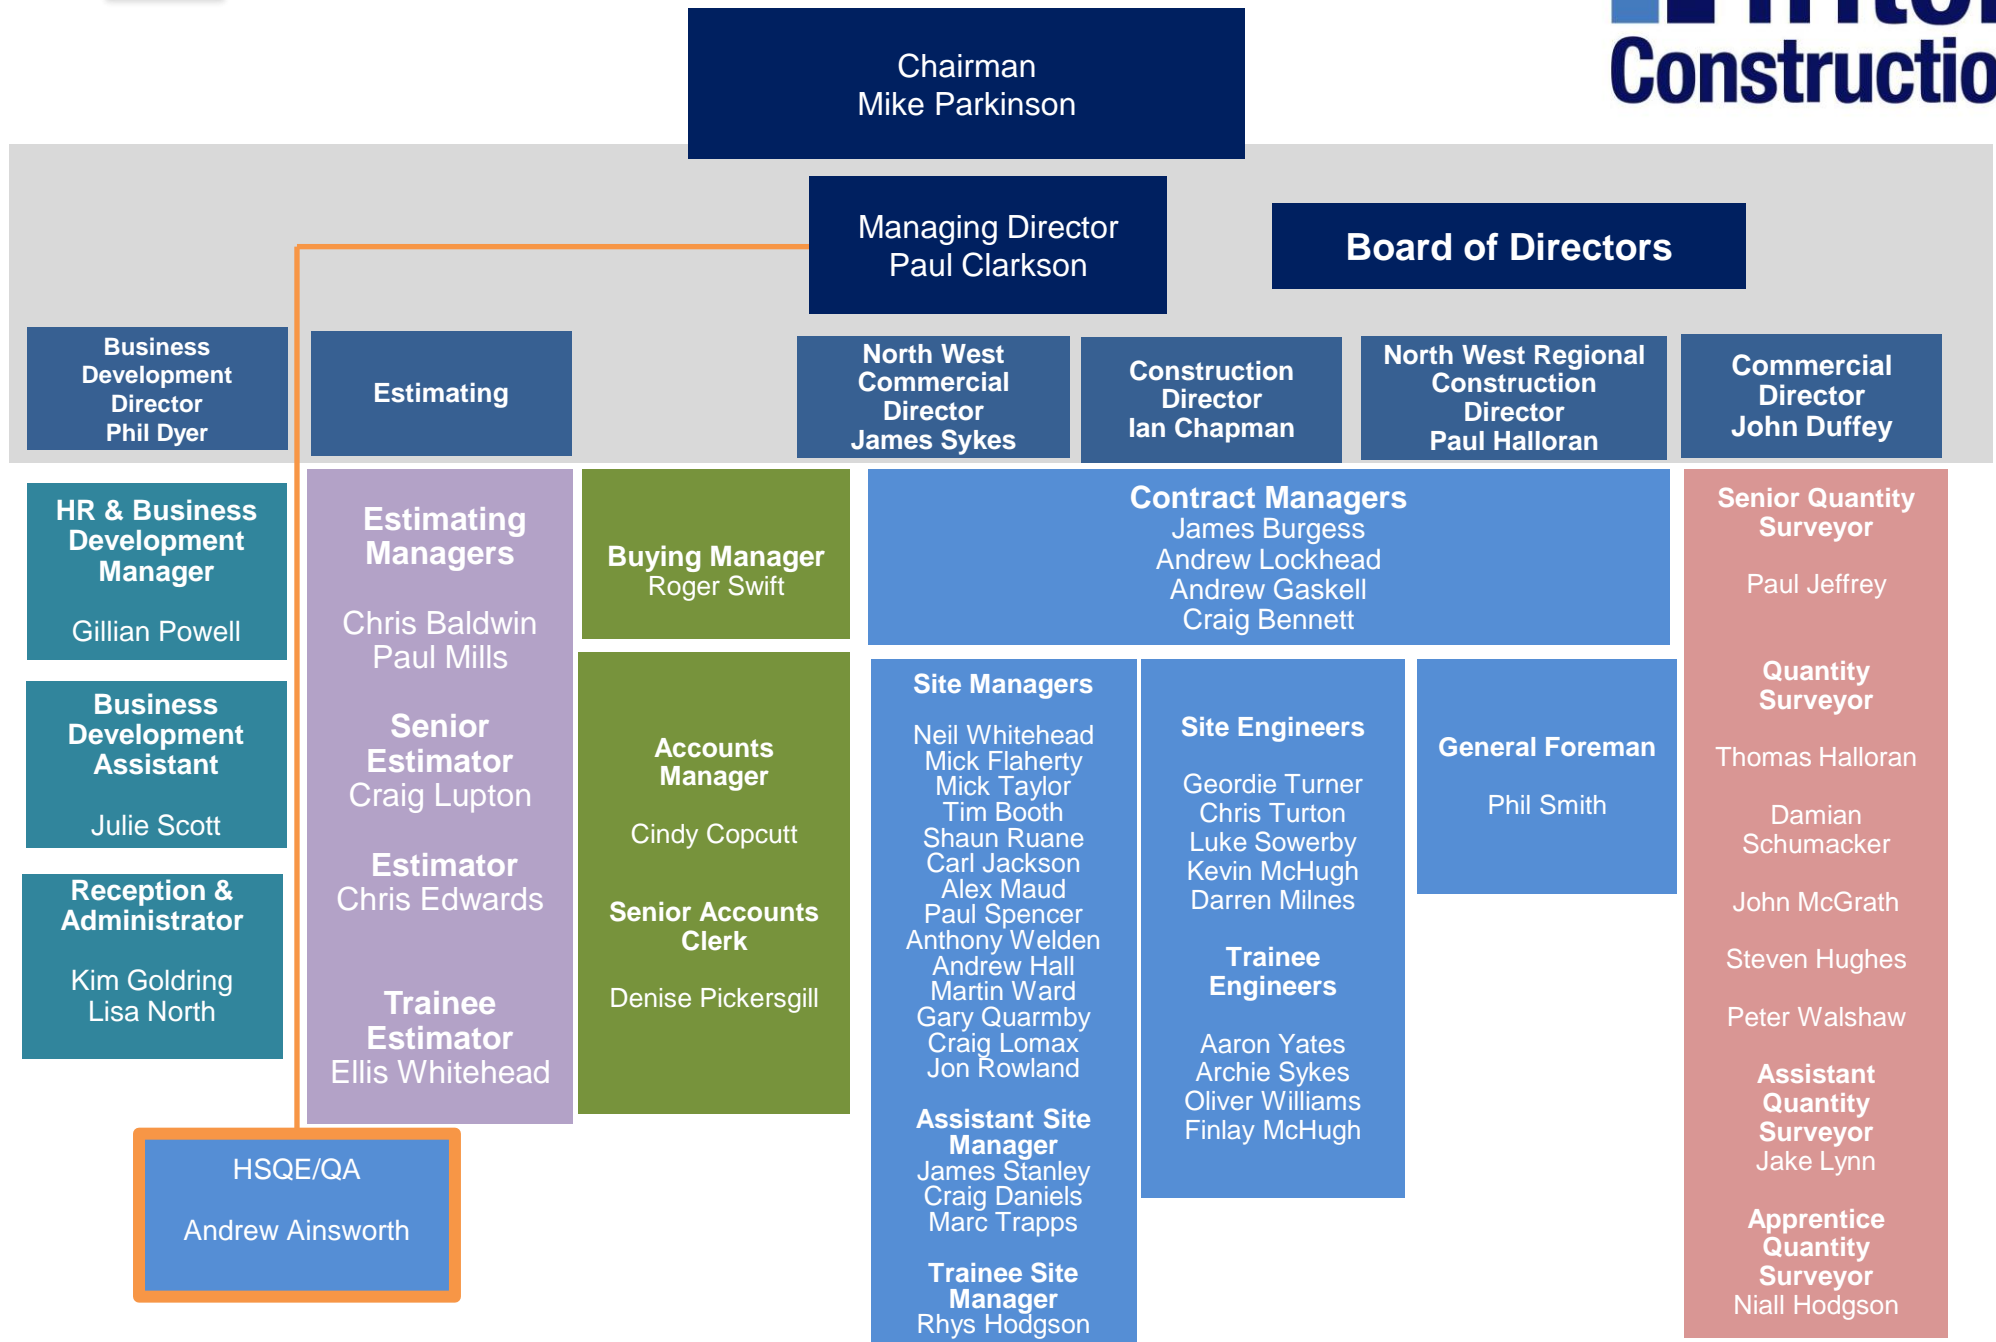 Construction
Chairman
Mike Parkinson
Managing Director
Paul Clarkson
Board of Directors
Business
Development
Director
Phil Dyer
Estimating
North West
Commercial
Director
James Sykes
Construction
Director
Ian Chapman
North West Regional
Construction
Director
Paul Halloran
Commercial
Director
John Duffey
HR & Business
Development
Manager
Gillian Powell
Business
Development
Assistant
Julie Scott
Reception &
Administrator
Kim Goldring
Lisa North
HSQE/QA
Andrew Ainsworth
Estimating
Managers
Chris Baldwin
Paul Mills
Senior
Estimator
Craig Lupton
Estimator
Chris Edwards
Trainee
Estimator
Ellis Whitehead
Buying Manager
Roger Swift
Accounts
Manager
Cindy Copcutt
Senior Accounts
Clerk
Denise Pickersgill
Contract Managers
James Burgess
Andrew Lockhead
Andrew Gaskell
Craig Bennett
Site Managers
Neil Whitehead
Mick Flaherty
Mick Taylor
Tim Booth
Shaun Ruane
Carl Jackson
Alex Maud
Paul Spencer
Anthony Welden
Andrew Hall
Martin Ward
Gary Quarmby
Craig Lomax
Jon Rowland
Assistant Site
Manager
James Stanley
Craig Daniels
Marc Trapps
Trainee Site
Manager
Rhys Hodgson
Site Engineers
Geordie Turner
Chris Turton
Luke Sowerby
Kevin McHugh
Darren Milnes
Trainee
Engineers
Aaron Yates
Archie Sykes
Oliver Williams
Finlay McHugh
General Foreman
Phil Smith
Senior Quantity
Surveyor
Paul Jeffrey
Quantity
Surveyor
Thomas Halloran
Damian
Schumacker
John McGrath
Steven Hughes
Peter Walshaw
Assistant
Quantity
Surveyor
Jake Lynn
Apprentice
Quantity
Surveyor
Niall Hodgson